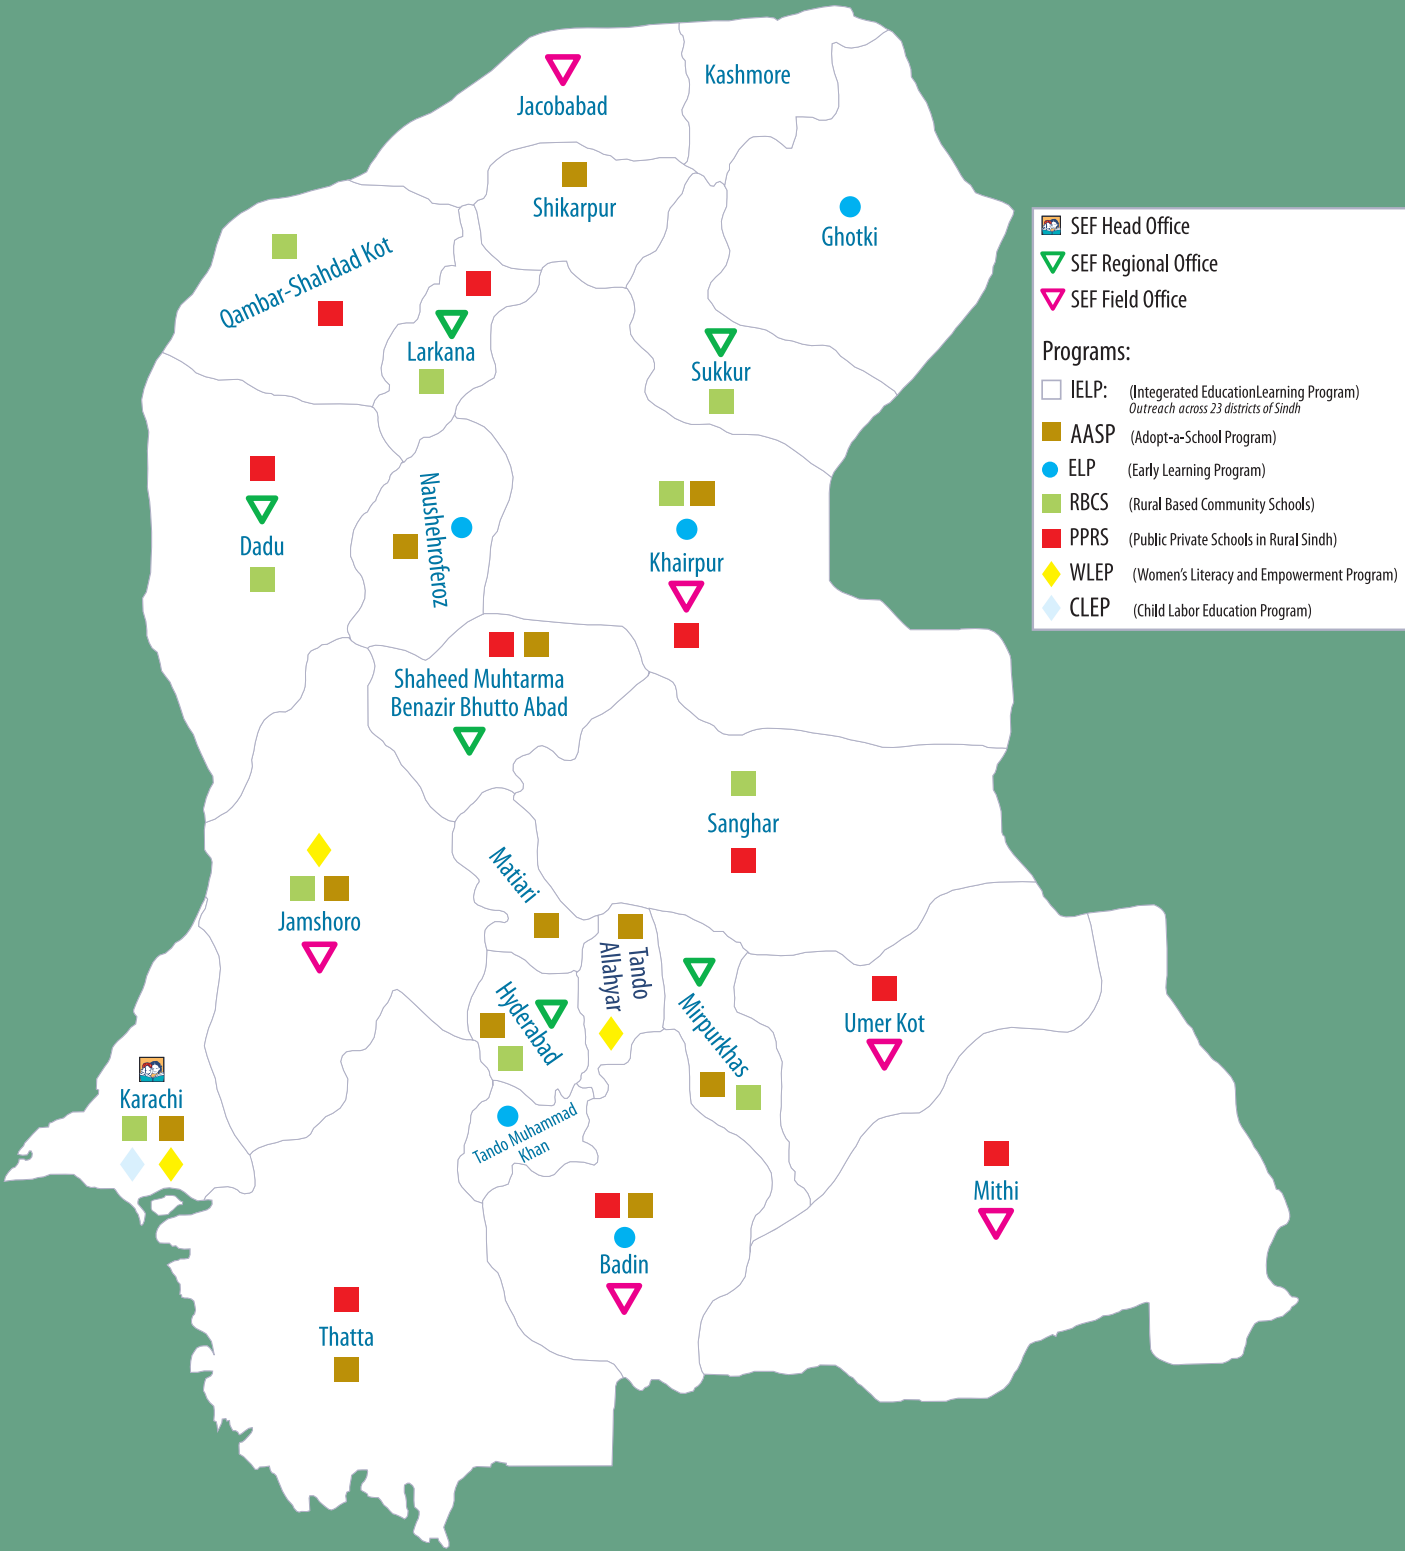 Kashmore
Jacobabad
Shikarpur
Ghotki
SEF Head Office
SEF Regional Office
SEF Field Office
Programs:
IELP: (Integerated EducationLearning Program)
Outreach across 23 districts of Sindh
AASP (Adopt-a-School Program)
ELP (Early Learning Program)
RBCS (Rural Based Community Schools)
PPRS (Public Private Schools in Rural Sindh)
WLEP (Women's Literacy and Empowerment Program)
CLEP (Child Labor Education Program)
Qambar-Shahdad Kot
Larkana
Sukkur
Dadu
Naushehroferoz
Khairpur
Shaheed Muhtarma
Benazir Bhutto Abad
Sanghar
Matiari
Jamshoro
Tando
Allahyar
Hyderabad
Mirpurkhas
Umer Kot
Karachi
Tando Muhammad
Khan
Mithi
Badin
Thatta